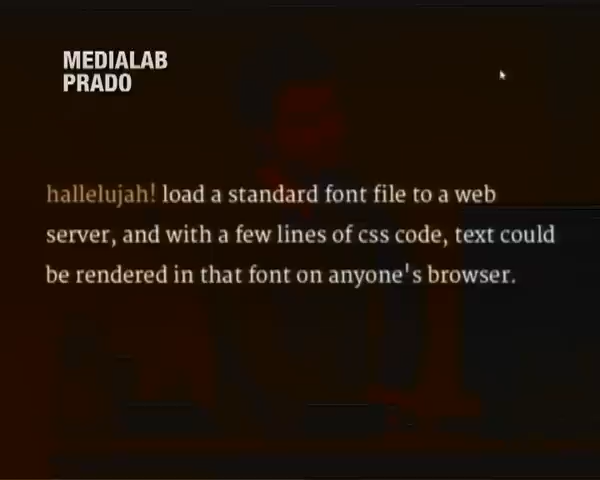 MEDIALAB
PRADO
hallelujah! load a standard font file to a web
server, and with a few lines of css code, text could
be rendered in that font on anyone's browser.